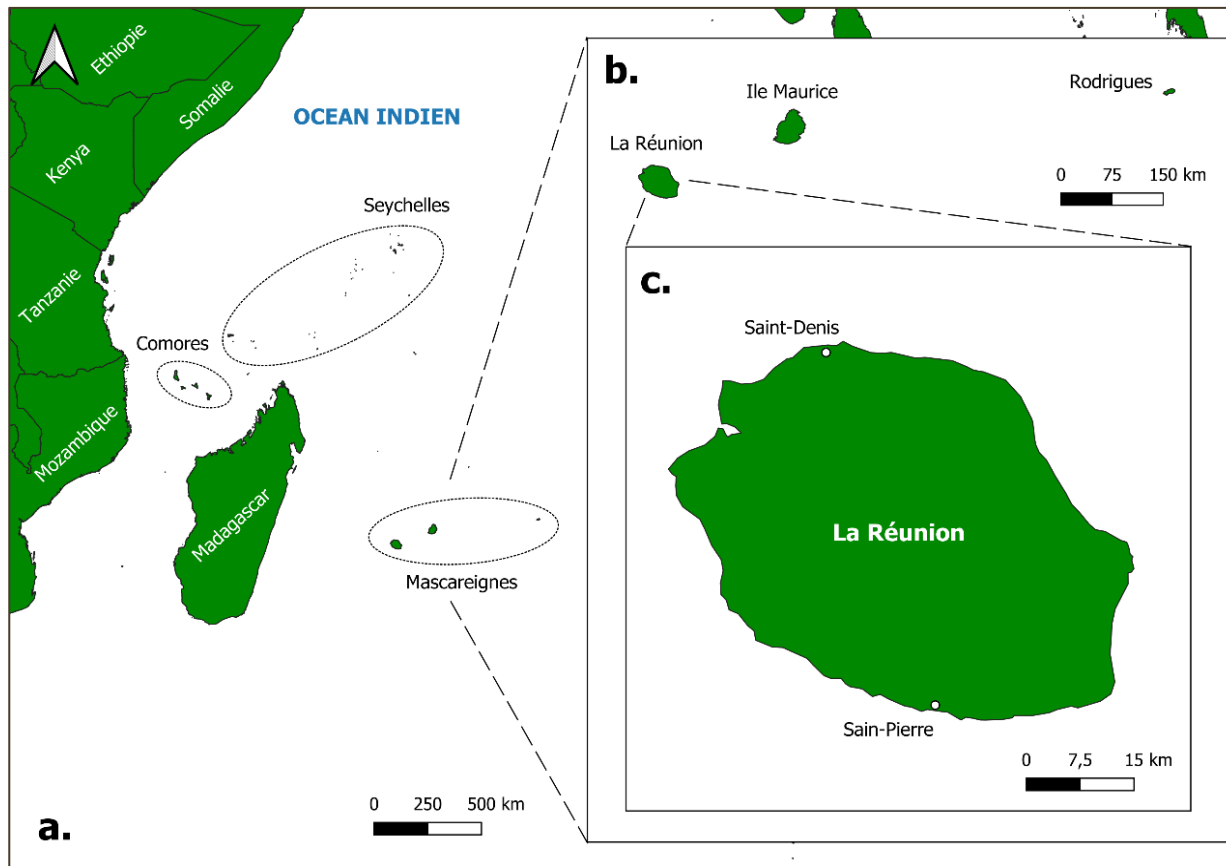 Ethiopie
Somalie
Kenya
Tanzanie
Mozambique
Madagascar
OCEAN INDIEN
Seychelles
Comores
Mascareignes
0 250 500 km
a.
b.
Ile Maurice
Rodrigues
La Réunion
0 75 150 km
c.
Saint-Denis
La Réunion
Sain-Pierre
0 7,5 15 km